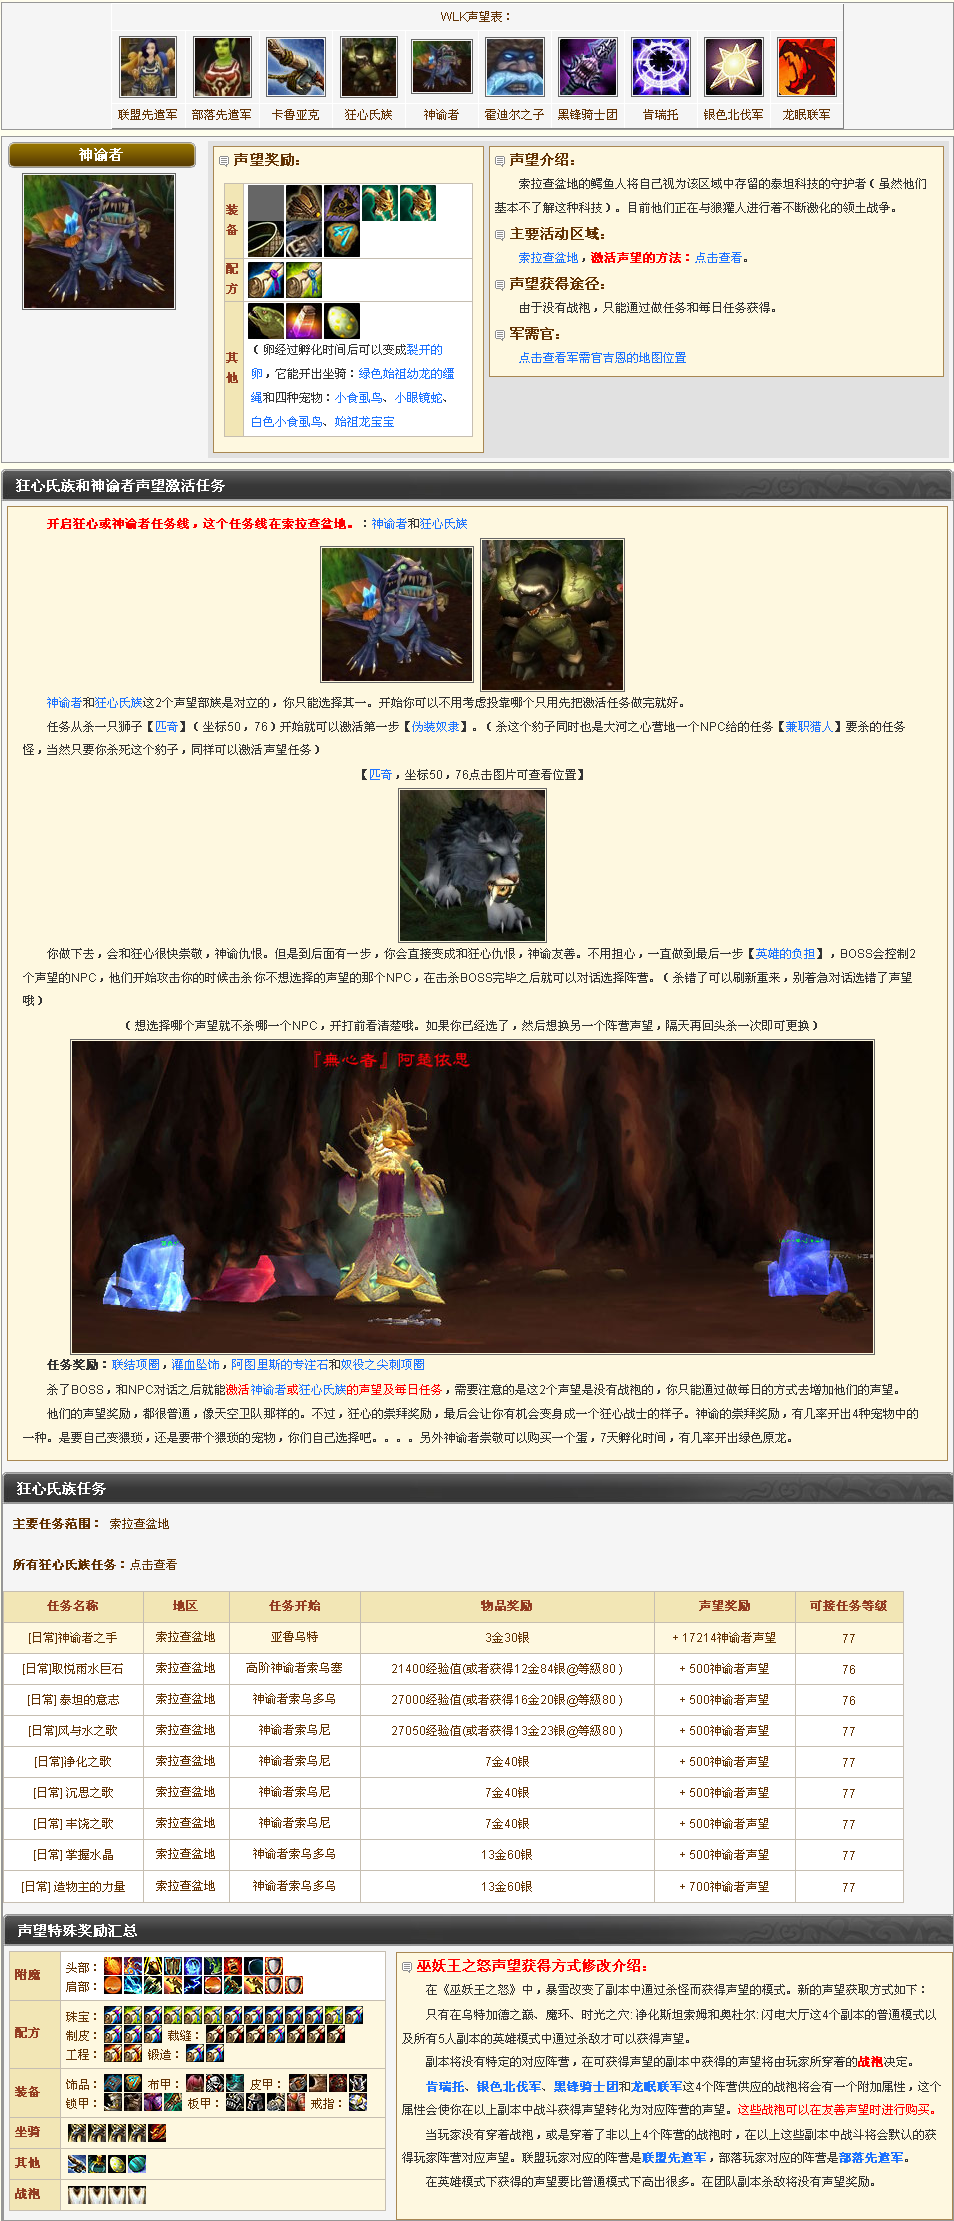 WLK声望表：
联盟先遣军 部落先遣军 卡鲁亚克 狂心氏族 神谕者 霍迪尔之子 黑锋骑士团 肯瑞托 银色北伐军 龙眠联军
神谕者
声望奖励：
装备
配方
其他
（卵经过孵化时间后可以变成裂开的
卵，它能开出坐骑：绿色始祖幼龙的缰
绳和四种宠物：小食虱鸟、小眼镜蛇、
白色小食虱鸟、始祖龙宝宝
声望介绍：
索拉查盆地的鳄鱼人将自己视为该区域中存留的泰坦科技的守护者（虽然他们
基本不了解这种科技）。目前他们正在与狼獾人进行着不断激化的领土战争。
主要活动区域：
索拉查盆地，激活声望的方法：点击查看。
声望获得途径：
由于没有战袍，只能通过做任务和每日任务获得。
军需官：
点击查看军需官吉恩的地图位置
狂心氏族和神谕者声望激活任务
开启狂心或神谕者任务线，这个任务线在索拉查盆地。：神谕者和狂心氏族
神谕者和狂心氏族这2个声望部族是对立的，你只能选择其一。开始你可以不用考虑投靠哪个只用先把激活任务做完就好。
任务从杀一只狮子【匹奇】（坐标50，76）开始就可以激活第一步【伪装奴隶】。（杀这个豹子同时也是大河之心营地一个NPC给的任务【兼职猎人】要杀的任务
怪，当然只要你杀死这个豹子，同样可以激活声望任务）
【匹奇，坐标50，76点击图片可查看位置】
你做下去，会和狂心很快崇敬，神谕仇恨。但是到后面有一步，你会直接变成和狂心仇恨，神谕友善。不用担心，一直做到最后一步【英雄的负担】，BOSS会控制2
个声望的NPC，他们开始攻击你的时候击杀你不想选择的声望的那个NPC，在击杀BOSS完毕之后就可以对话选择阵营。（杀错了可以刷新重来，别着急对话选错了声望
哦）
（想选择哪个声望就不杀哪一个NPC，开打前看清楚哦。如果你已经选了，然后想换另一个阵营声望，隔天再回头杀一次即可更换）
『無心者』阿楚依思
任务奖励：联结项圈，灌血坠饰，阿图里斯的专注石和奴役之尖刺项圈
杀了BOSS，和NPC对话之后就能激活神谕者或狂心氏族的声望及每日任务，需要注意的是这2个声望是没有战袍的，你只能通过做每日的方式去增加他们的声望。
他们的声望奖励，都很普通，像天空卫队那样的。不过，狂心的崇拜奖励，最后会让你有机会变身成一个狂心战士的样子。神谕的崇拜奖励，有几率开出4种宠物中的
一种。是要自己变猥琐，还是要带个猥琐的宠物，你们自己选择吧。。。。另外神谕者崇敬可以购买一个蛋，7天孵化时间，有几率开出绿色原龙。
狂心氏族任务
主要任务范围： 索拉查盆地
所有狂心氏族任务：点击查看
任务名称 地区 任务开始 物品奖励 声望奖励 可接任务等级
[日常]神谕者之手 索拉查盆地 亚鲁乌特 3金30银 + 17214神谕者声望 77
[日常]取悦雨水巨石 索拉查盆地 高阶神谕者索乌塞 21400经验值(或者获得12金84银@等級80 ) + 500神谕者声望 76
[日常] 泰坦的意志 索拉查盆地 神谕者索乌多乌 27000经验值(或者获得16金20银@等級80 ) + 500神谕者声望 76
[日常]风与水之歌 索拉查盆地 神谕者索乌尼 27050经验值(或者获得13金23银@等級80 ) + 500神谕者声望 77
[日常]净化之歌 索拉查盆地 神谕者索乌尼 7金40银 + 500神谕者声望 77
[日常] 沉思之歌 索拉查盆地 神谕者索乌尼 7金40银 + 500神谕者声望 77
[日常] 丰饶之歌 索拉查盆地 神谕者索乌尼 7金40银 + 500神谕者声望 77
[日常] 掌握水晶 索拉查盆地 神谕者索乌多乌 13金60银 + 500神谕者声望 77
[日常] 造物主的力量 索拉查盆地 神谕者索乌多乌 13金60银 + 700神谕者声望 77
声望特殊奖励汇总
附魔 头部：
肩部：
配方 珠宝：
制皮： 裁缝：
工程： 锻造：
装备 饰品： 布甲： 皮甲：
锁甲： 板甲： 戒指：
坐骑
其他
战袍
巫妖王之怒声望获得方式修改介绍：
在《巫妖王之怒》中，暴雪改变了副本中通过杀怪而获得声望的模式。新的声望获取方式如下：
只有在乌特加德之巅、魔环、时光之穴: 净化斯坦索姆和奥杜尔: 闪电大厅这4个副本的普通模式以
及所有5人副本的英雄模式中通过杀敌才可以获得声望。
副本将没有特定的对应阵营，在可获得声望的副本中获得的声望将由玩家所穿着的战袍决定。
肯瑞托、银色北伐军、黑锋骑士团和龙眠联军这4个阵营供应的战袍将会有一个附加属性，这个
属性会使你在以上副本中战斗获得声望转化为对应阵营的声望。这些战袍可以在友善声望时进行购买。
当玩家没有穿着战袍，或是穿着了非以上4个阵营的战袍时，在以上这些副本中战斗将会默认的获
得玩家阵营对应声望。联盟玩家对应的阵营是联盟先遣军，部落玩家对应的阵营是部落先遣军。
在英雄模式下获得的声望要比普通模式下高出很多。在团队副本杀敌将没有声望奖励。